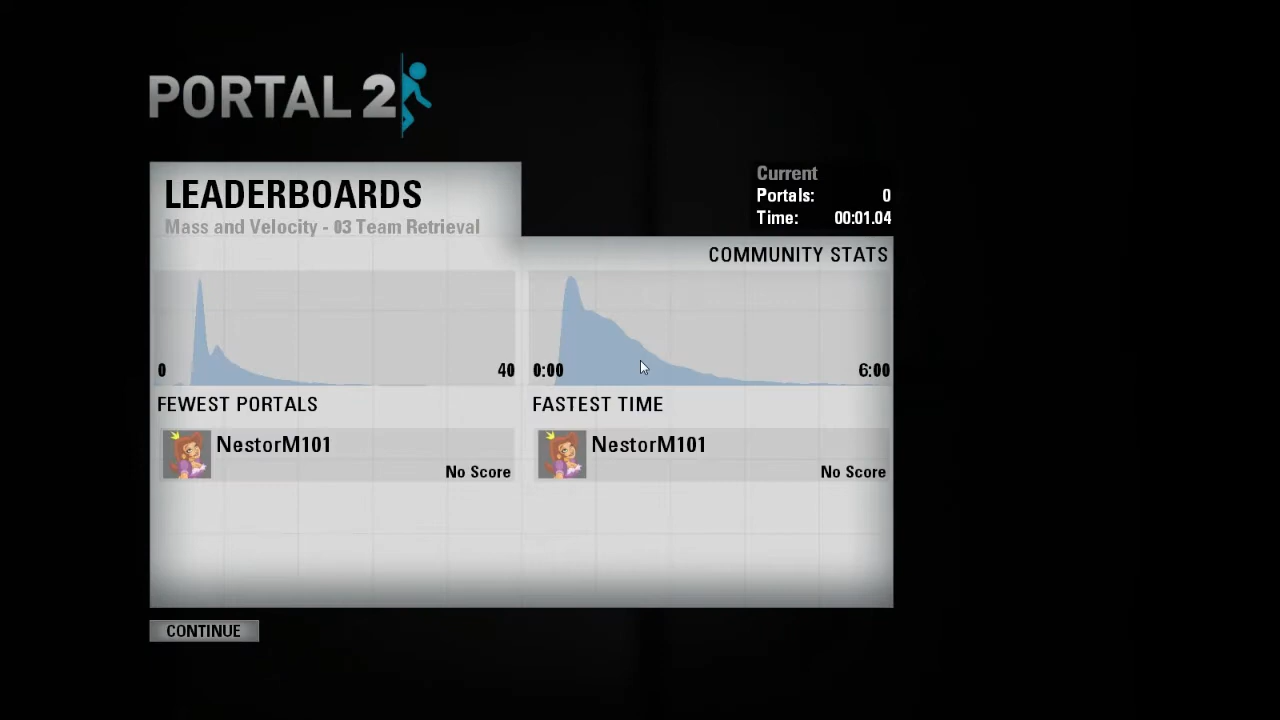 PORTAL 2
LEADERBOARDS
Mass and Velocity - 03 Team Retrieval
Current
Portals: 0
Time: 00:01.04
COMMUNITY STATS
0 40
0:00 6:00
FEWEST PORTALS
NestorM101
No Score
FASTEST TIME
NestorM101
No Score
CONTINUE